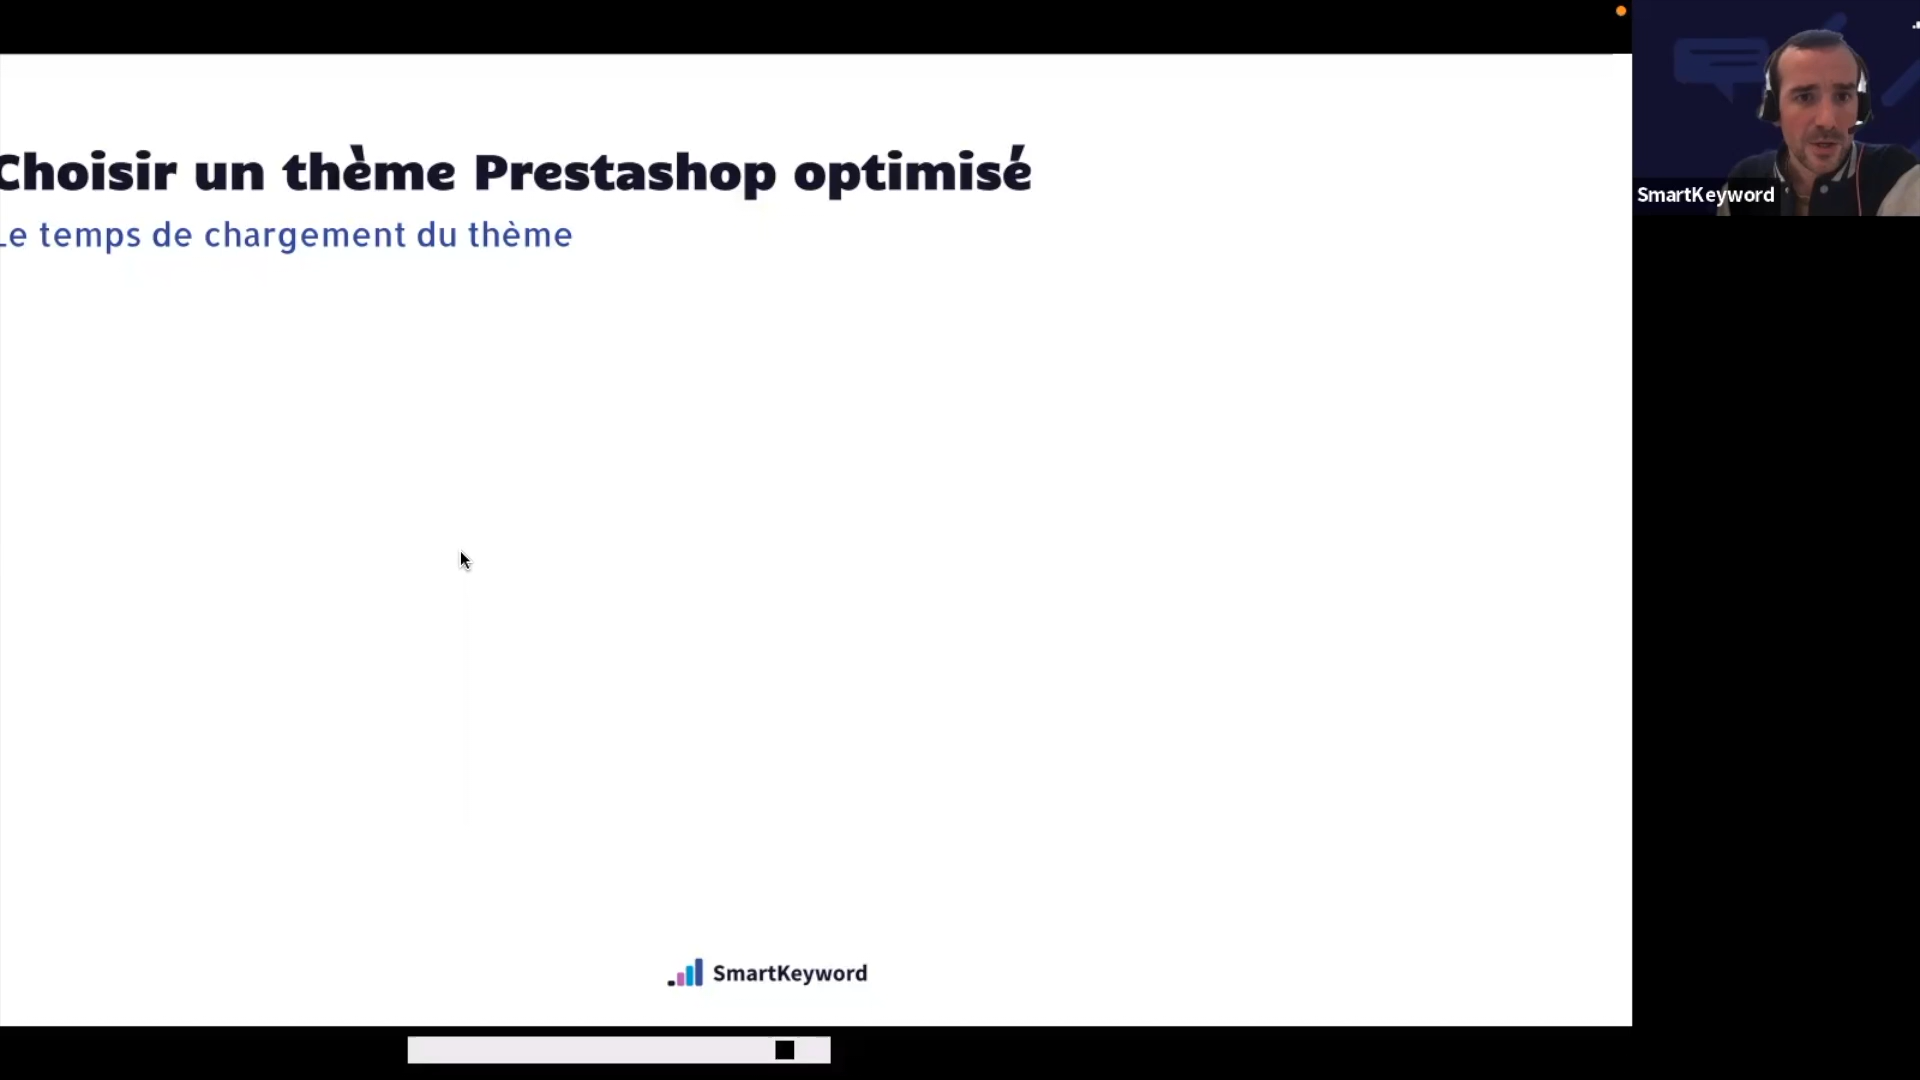 Choisir un thème Prestashop optimisé
Le temps de chargement du thème
SmartKeyword
SmartKeyword